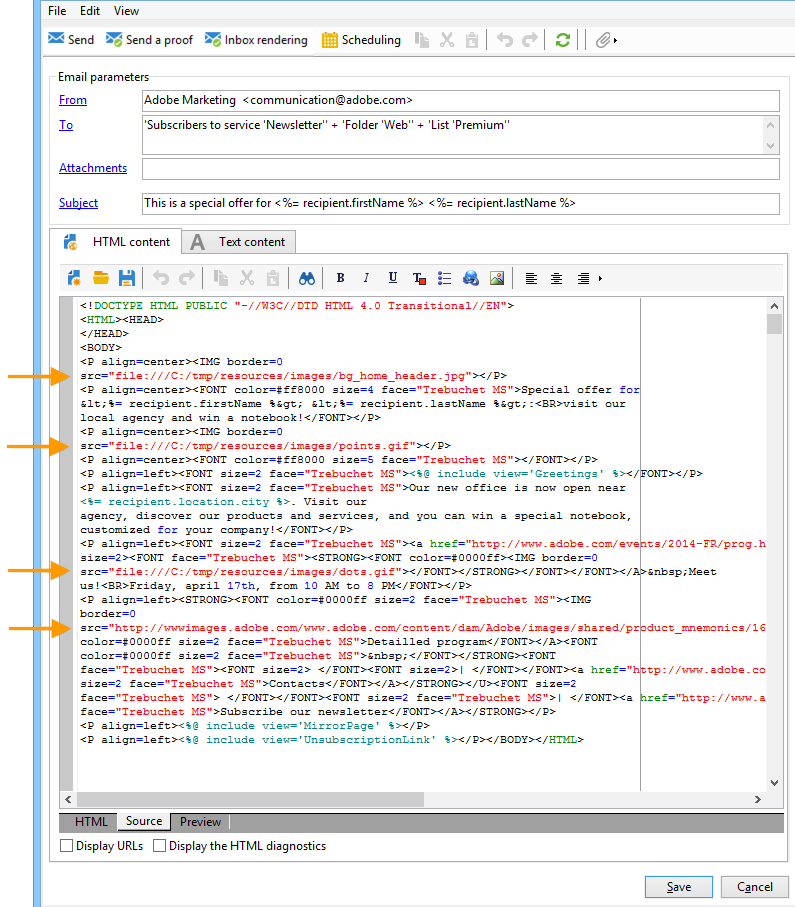 File Edit View
Send Send a proof Inbox rendering Scheduling
Email parameters
From Adobe Marketing <communication@adobe.com>
To 'Subscribers to service 'Newsletter'' + 'Folder 'Web'' + 'List 'Premium''
Attachments
Subject This is a special offer for <%= recipient.firstName %> <%= recipient.lastName %>
HTML content A Text content
B I U T
<!DOCTYPE HTML PUBLIC "-//W3C//DTD HTML 4.0 Transitional//EN">
<HTML><HEAD>
</HEAD>
<BODY>
<P align=center><IMG border=0
src="file:///C:/tmp/resources/images/bg_home_header.jpg"></P>
<P align=center><FONT color=#ff8000 size=4 face="Trebuchet MS">Special offer for
&lt;%= recipient.firstName %&gt; &lt;%= recipient.lastName %&gt;:<BR>visit our
local agency and win a notebook!</FONT></P>
<P align=center><IMG border=0
src="file:///C:/tmp/resources/images/points.gif"></P>
<P align=center><FONT color=#ff8000 size=5 face="Trebuchet MS"></FONT></P>
<P align=left><FONT size=2 face="Trebuchet MS"><%@ include view='Greetings' %></FONT></P>
<P align=left><FONT size=2 face="Trebuchet MS">Our new office is now open near
<%= recipient.location.city %>. Visit our
agency, discover our products and services, and you can win a special notebook,
customized for your company!</FONT></P>
<P align=left><FONT size=2 face="Trebuchet MS"><a href="http://www.adobe.com/events/2014-FR/prog.h
size=2><FONT face="Trebuchet MS"><STRONG><FONT color=#0000ff><IMG border=0
src="file:///C:/tmp/resources/images/dots.gif"></FONT></STRONG></FONT></FONT></A>&nbsp;Meet
us!<BR>Friday, april 17th, from 10 AM to 8 PM</FONT></P>
<P align=left><STRONG><FONT color=#0000ff size=2 face="Trebuchet MS"><IMG
border=0
src="http://wwwimages.adobe.com/www.adobe.com/content/dam/Adobe/images/shared/product_mnemonics/16
color=#0000ff size=2 face="Trebuchet MS">Detailled program</FONT></A><FONT
color=#0000ff size=2 face="Trebuchet MS">&nbsp;</FONT></STRONG><FONT
face="Trebuchet MS"><FONT size=2> </FONT><FONT size=2>| </FONT></FONT><a href="http://www.adobe.co
size=2 face="Trebuchet MS">Contacts</FONT></A></STRONG></U><FONT size=2
face="Trebuchet MS"> </FONT></FONT><FONT size=2 face="Trebuchet MS">| </FONT><a href="http://www.a
face="Trebuchet MS">Subscribe our newsletter</FONT></A></STRONG></P>
<P align=left><%@ include view='MirrorPage' %></P>
<P align=left><%@ include view='UnsubscriptionLink' %></P></BODY></HTML>
HTML Source Preview
Display URLs Display the HTML diagnostics
Save Cancel